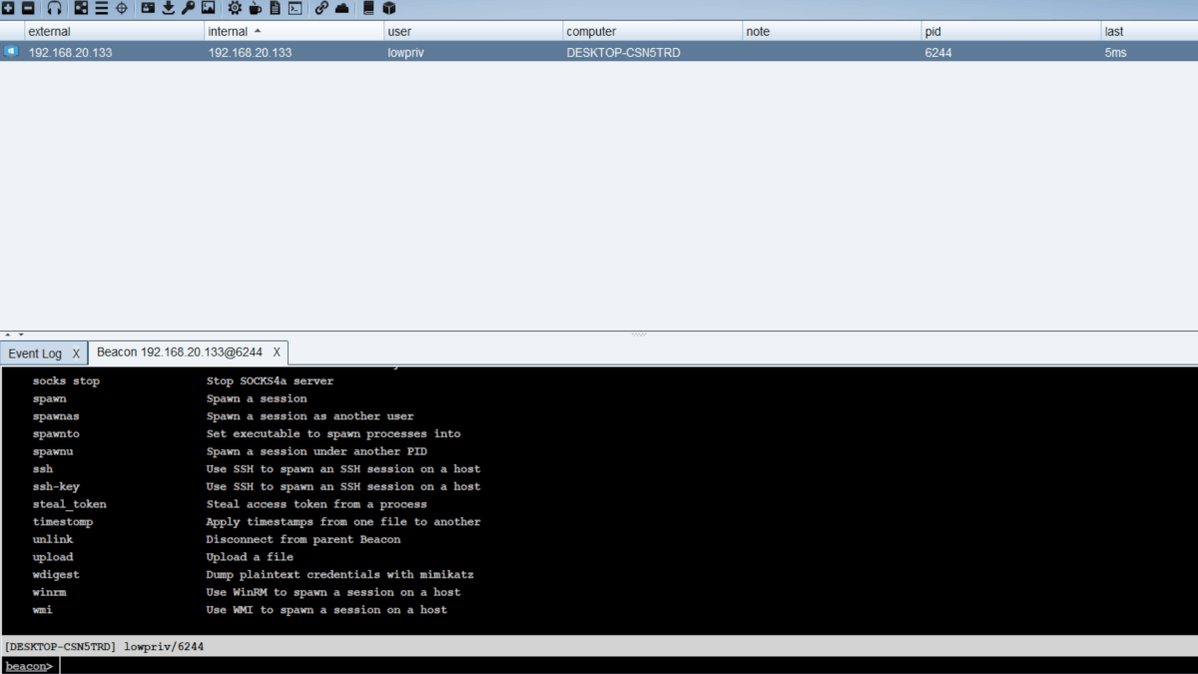 external internal user computer note pid last
192.168.20.133 192.168.20.133 lowpriv DESKTOP-CSN5TRD 6244 5ms
Event Log X Beacon 192.168.20.133@6244 X
socks stop Stop SOCKS4a server
spawn Spawn a session
spawnas Spawn a session as another user
spawnto Set executable to spawn processes into
spawnu Spawn a session under another PID
ssh Use SSH to spawn an SSH session on a host
ssh-key Use SSH to spawn an SSH session on a host
steal_token Steal access token from a process
timestomp Apply timestamps from one file to another
unlink Disconnect from parent Beacon
upload Upload a file
wdigest Dump plaintext credentials with mimikatz
winrm Use WinRM to spawn a session on a host
wmi Use WMI to spawn a session on a host
[DESKTOP-CSN5TRD] lowpriv/6244
beacon>